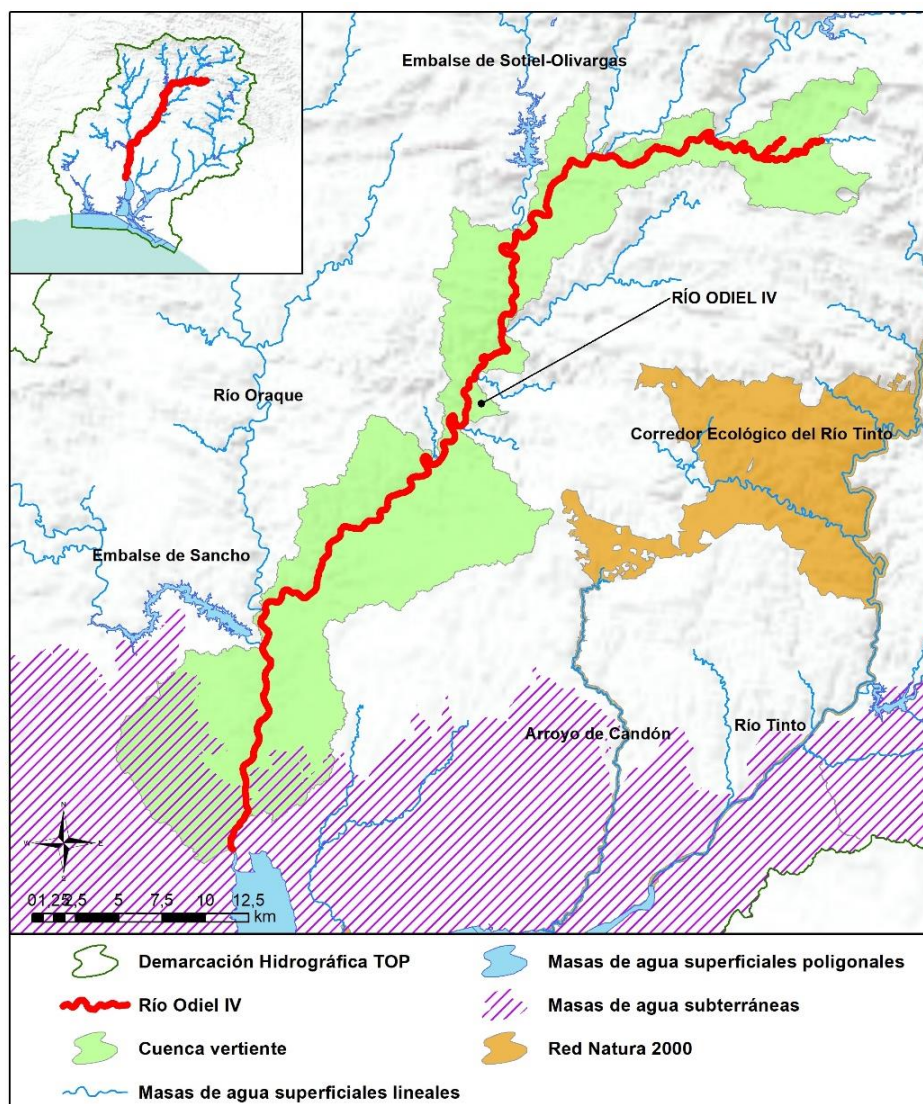 Embalse de Sotiel-Olivargas
RÍO ODIEL IV
Río Oraque
Corredor Ecológico del Río Tinto
Embalse de Sancho
Arroyo de Candón
Río Tinto
N
W E
S
0 1,25 2,5 5 7,5 10 12,5
km
Demarcación Hidrográfica TOP
Masas de agua superficiales poligonales
Río Odiel IV
Masas de agua subterráneas
Cuenca vertiente
Red Natura 2000
Masas de agua superficiales lineales